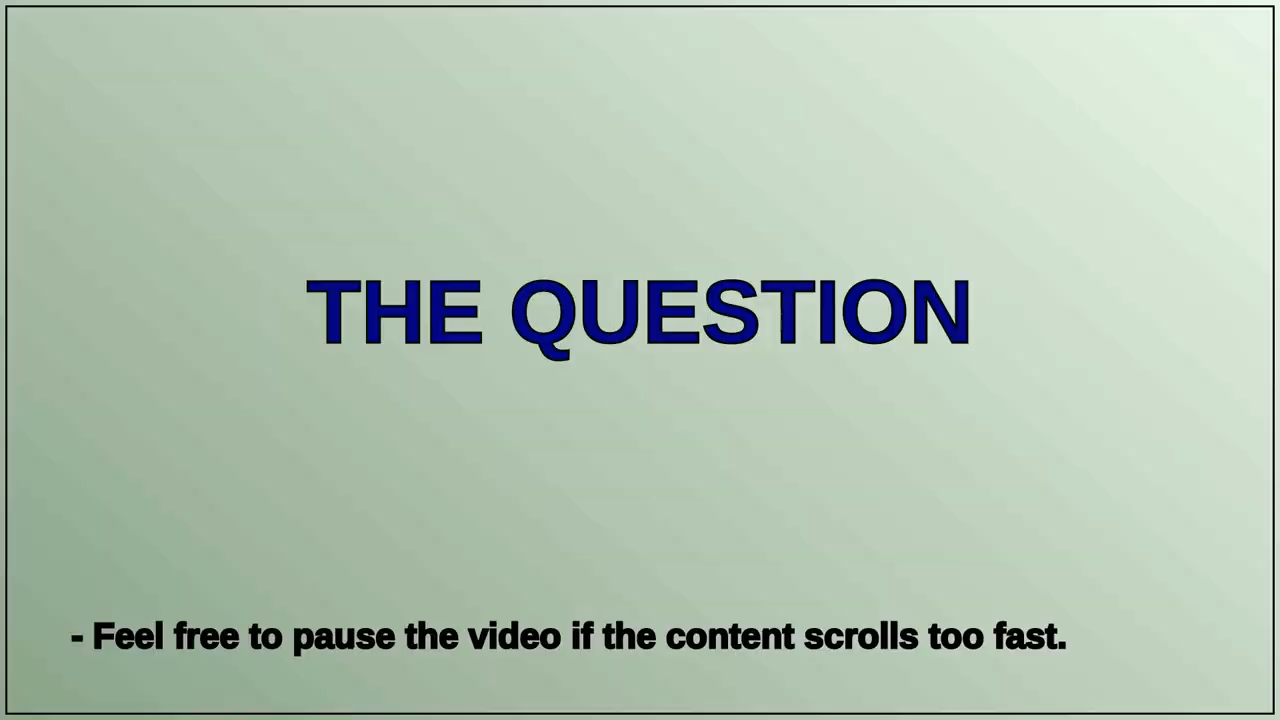 THE QUESTION
- Feel free to pause the video if the content scrolls too fast.